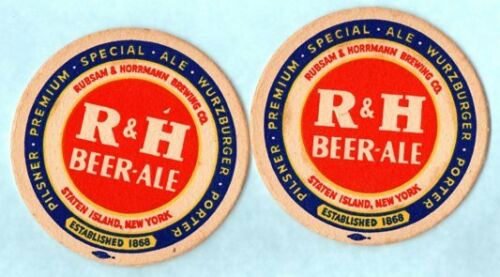 PILSNER · PREMIUM · SPECIAL · ALE · WURZBURGER · PORTER
RUBSAM & HORRMANN BREWING CO.
R & H
BEER-ALE
STATEN ISLAND, NEW YORK
ESTABLISHED 1868
PILSNER · PREMIUM · SPECIAL · ALE · WURZBURGER · PORTER
RUBSAM & HORRMANN BREWING CO.
R & H
BEER-ALE
STATEN ISLAND, NEW YORK
ESTABLISHED 1868